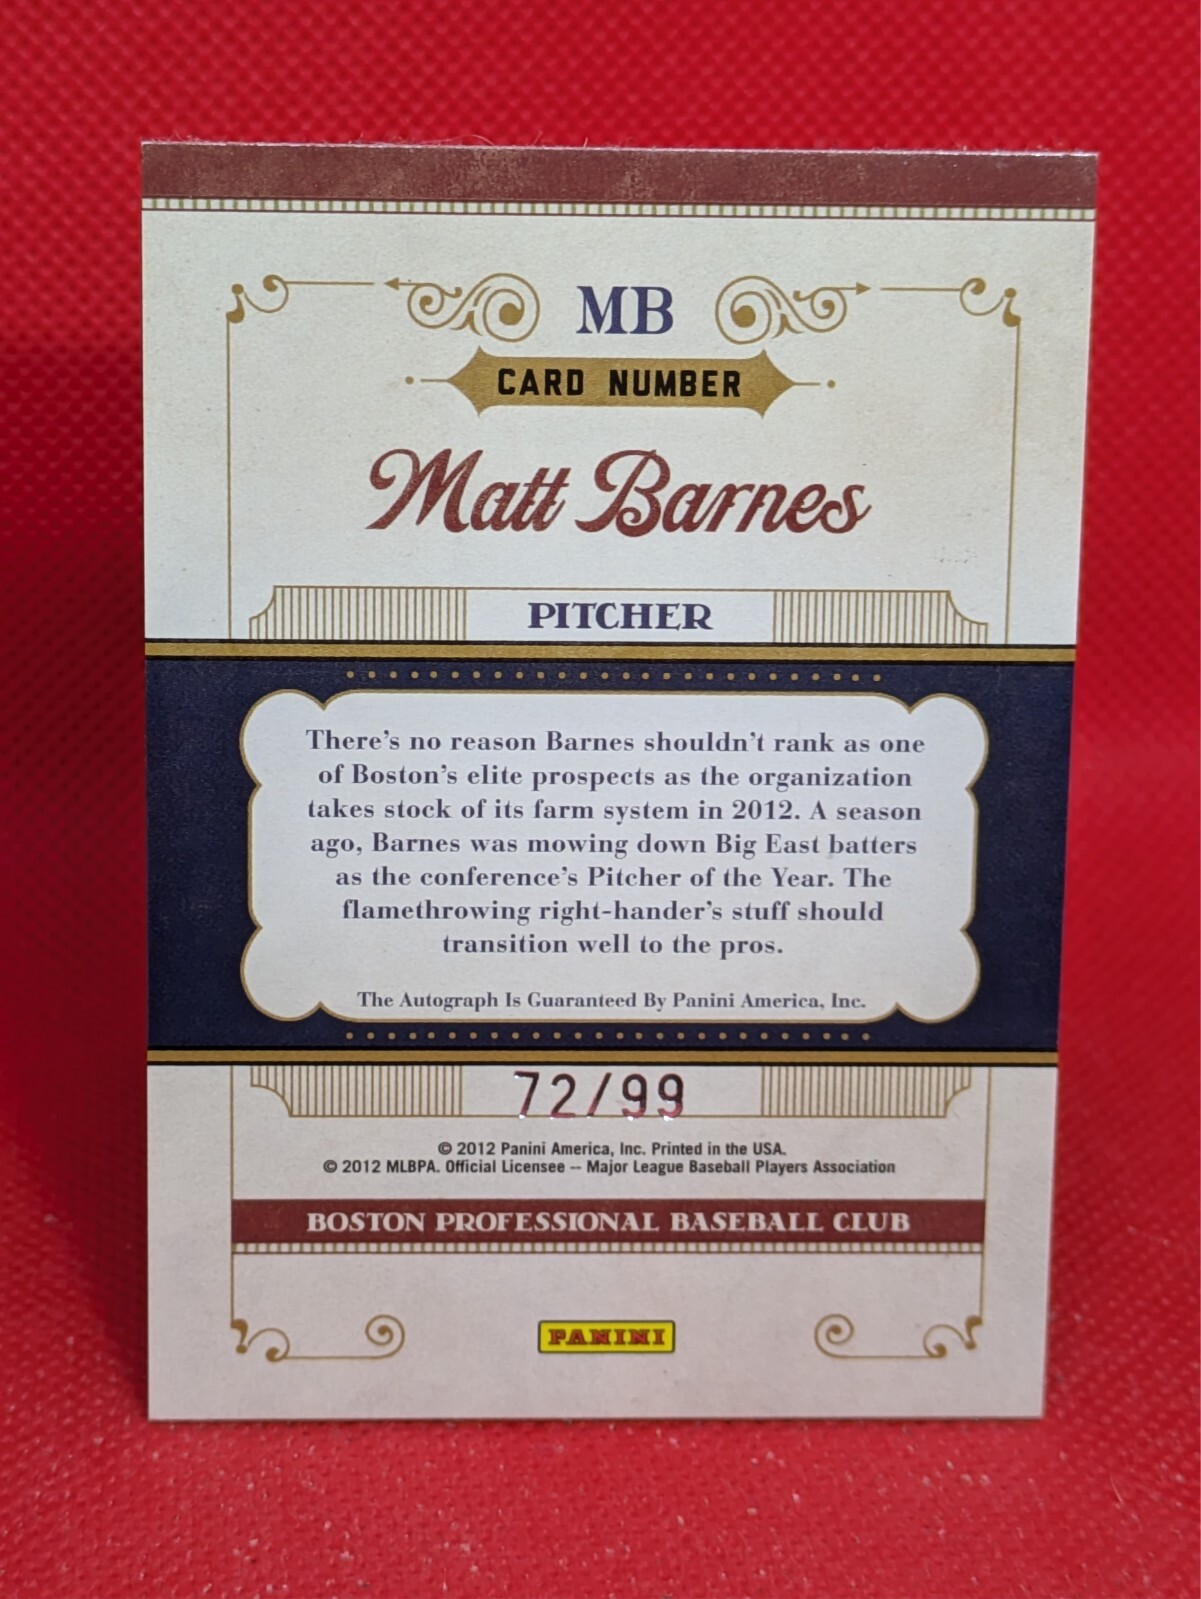 MB
CARD NUMBER
Matt Barnes
PITCHER
There's no reason Barnes shouldn't rank as one
of Boston's elite prospects as the organization
takes stock of its farm system in 2012. A season
ago, Barnes was mowing down Big East batters
as the conference's Pitcher of the Year. The
flamethrowing right-hander's stuff should
transition well to the pros.
The Autograph Is Guaranteed By Panini America, Inc.
72/99
© 2012 Panini America, Inc. Printed in the USA.
© 2012 MLBPA. Official Licensee -- Major League Baseball Players Association
BOSTON PROFESSIONAL BASEBALL CLUB
PANINI